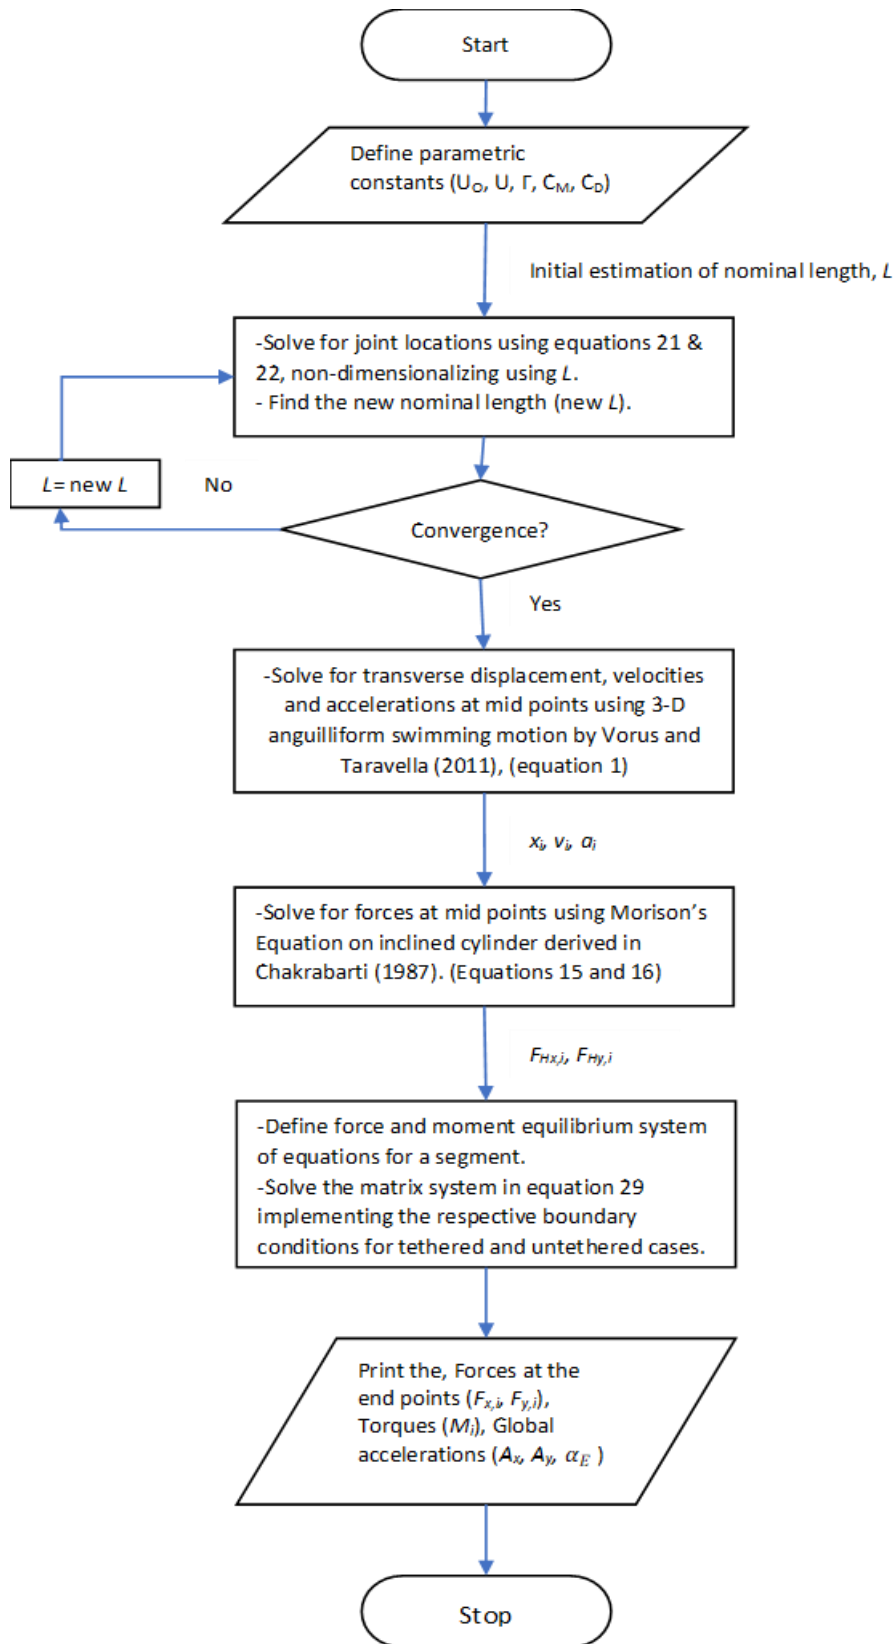 Start
Define parametric
constants (U₀, U, Γ, C_M, C_D)
Initial estimation of nominal length, L
-Solve for joint locations using equations 21 &
22, non-dimensionalizing using L.
- Find the new nominal length (new L).
L= new L
No
Convergence?
Yes
-Solve for transverse displacement, velocities
and accelerations at mid points using 3-D
anguilliform swimming motion by Vorus and
Taravella (2011), (equation 1)
xᵢ, vᵢ, aᵢ
-Solve for forces at mid points using Morison's
Equation on inclined cylinder derived in
Chakrabarti (1987). (Equations 15 and 16)
F_Hx,i, F_Hy,i
-Define force and moment equilibrium system
of equations for a segment.
-Solve the matrix system in equation 29
implementing the respective boundary
conditions for tethered and untethered cases.
Print the, Forces at the
end points (F_x,i, F_y,i),
Torques (Mᵢ), Global
accelerations (A_x, A_y, α_E )
Stop